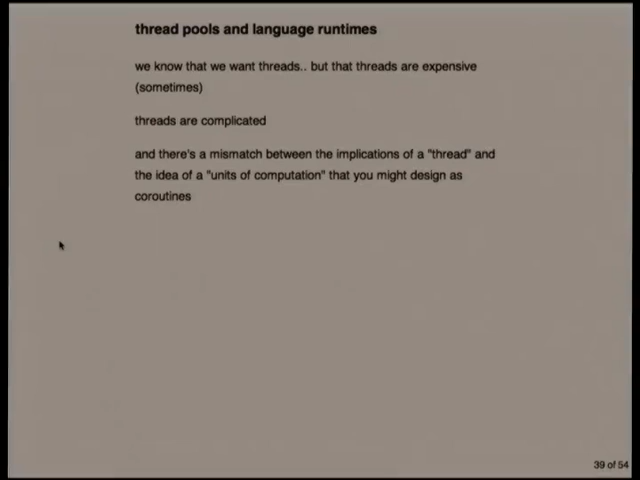 thread pools and language runtimes
we know that we want threads.. but that threads are expensive
(sometimes)
threads are complicated
and there's a mismatch between the implications of a "thread" and
the idea of a "units of computation" that you might design as
coroutines
39 of 54